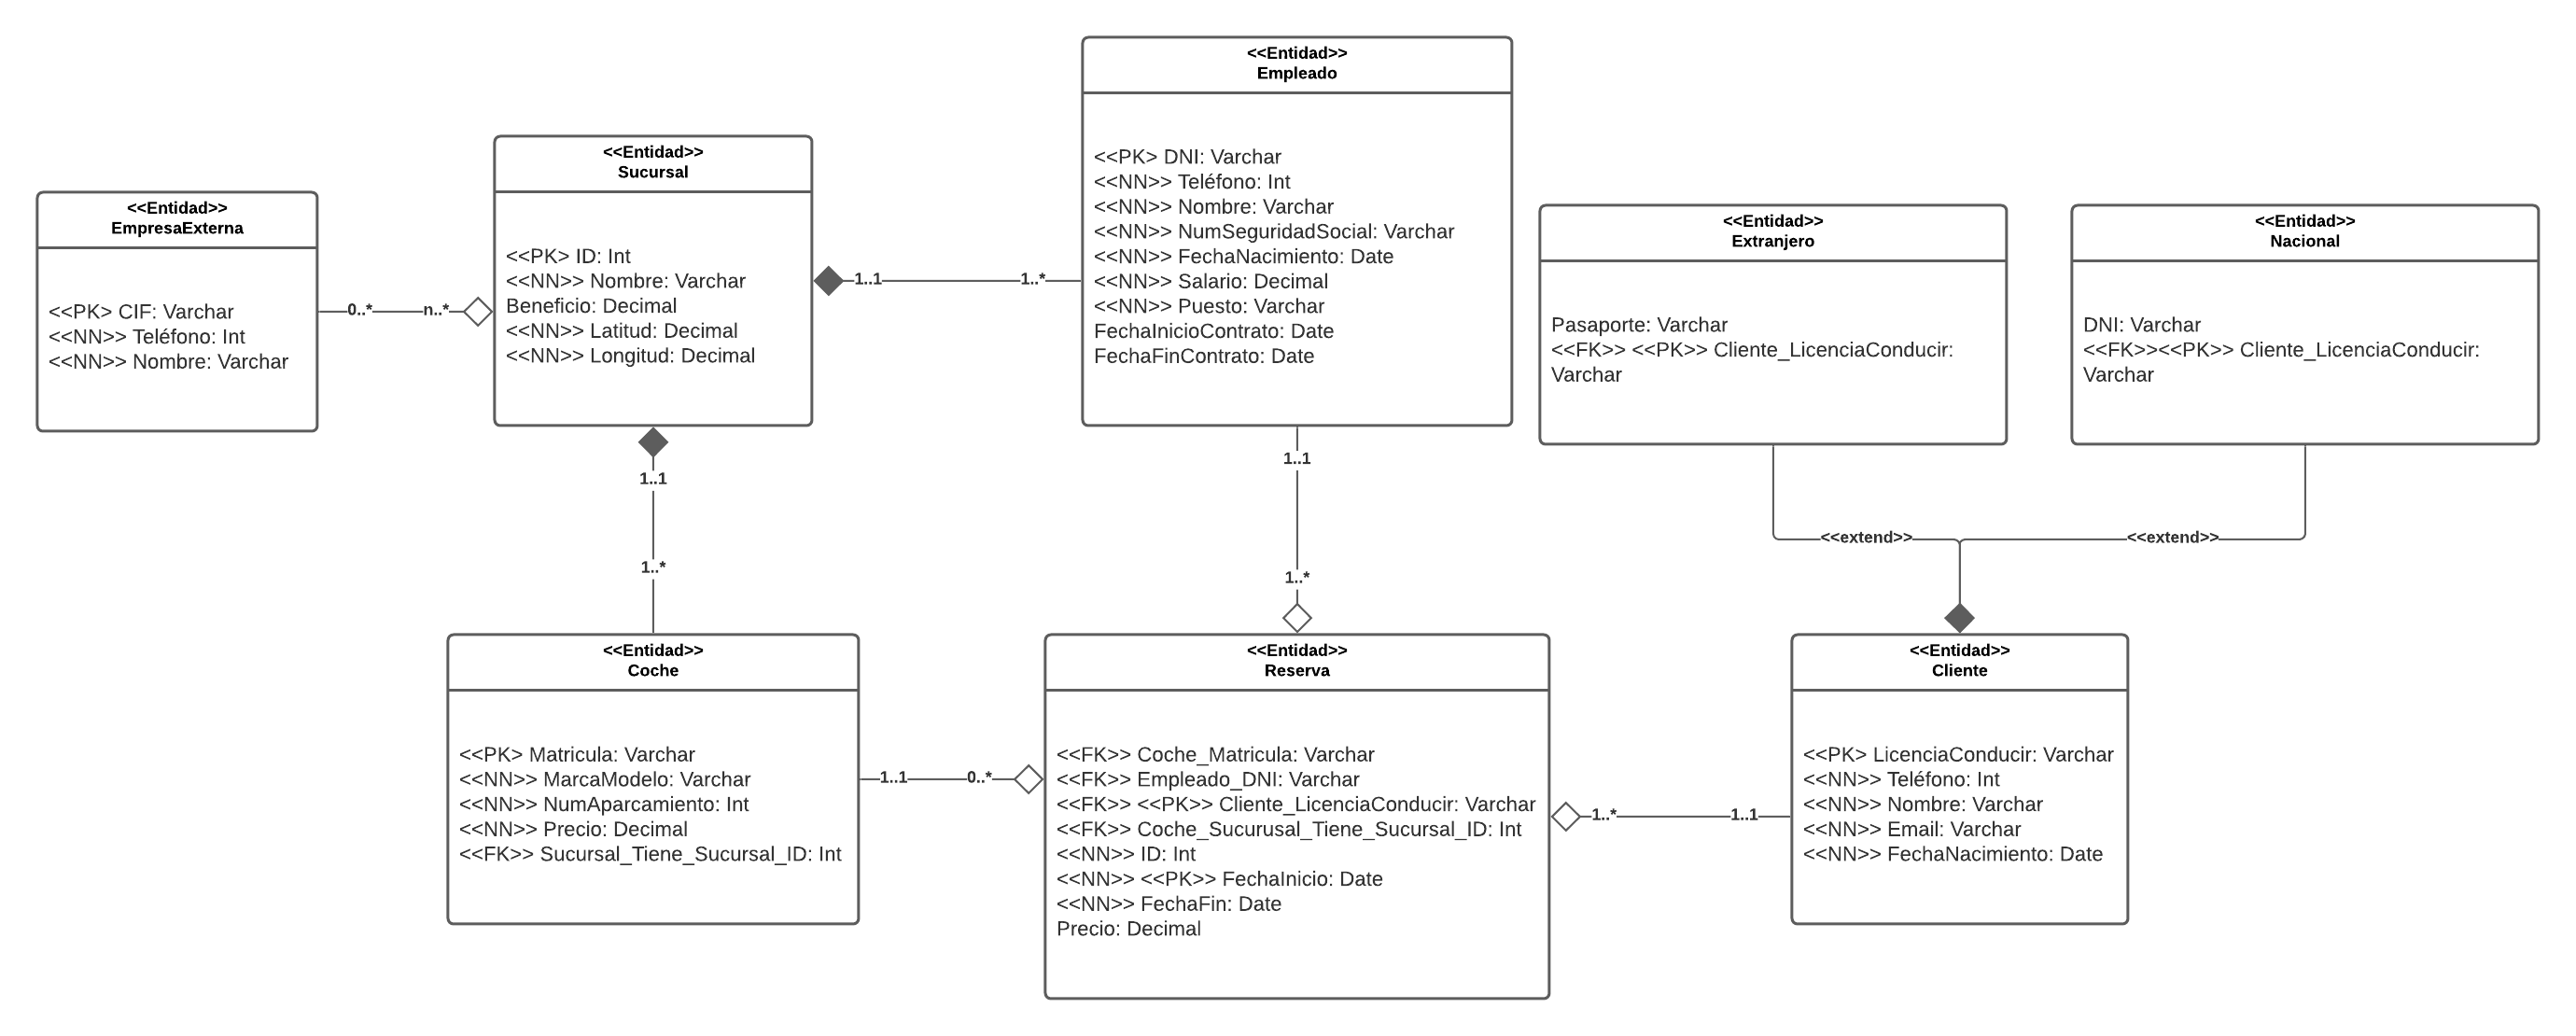 <<Entidad>>
EmpresaExterna
<<PK> CIF: Varchar
<<NN>> Teléfono: Int
<<NN>> Nombre: Varchar
0..*
n..*
<<Entidad>>
Sucursal
<<PK> ID: Int
<<NN>> Nombre: Varchar
Beneficio: Decimal
<<NN>> Latitud: Decimal
<<NN>> Longitud: Decimal
1..1
1..*
<<Entidad>>
Empleado
<<PK> DNI: Varchar
<<NN>> Teléfono: Int
<<NN>> Nombre: Varchar
<<NN>> NumSeguridadSocial: Varchar
<<NN>> FechaNacimiento: Date
<<NN>> Salario: Decimal
<<NN>> Puesto: Varchar
FechaInicioContrato: Date
FechaFinContrato: Date
<<Entidad>>
Extranjero
Pasaporte: Varchar
<<FK>> <<PK>> Cliente_LicenciaConducir:
Varchar
<<Entidad>>
Nacional
DNI: Varchar
<<FK>><<PK>> Cliente_LicenciaConducir:
Varchar
1..1
1..*
1..1
1..*
<<extend>>
<<extend>>
<<Entidad>>
Coche
<<PK> Matricula: Varchar
<<NN>> MarcaModelo: Varchar
<<NN>> NumAparcamiento: Int
<<NN>> Precio: Decimal
<<FK>> Sucursal_Tiene_Sucursal_ID: Int
1..1
0..*
<<Entidad>>
Reserva
<<FK>> Coche_Matricula: Varchar
<<FK>> Empleado_DNI: Varchar
<<FK>> <<PK>> Cliente_LicenciaConducir: Varchar
<<FK>> Coche_Sucurusal_Tiene_Sucursal_ID: Int
<<NN>> ID: Int
<<NN>> <<PK>> FechaInicio: Date
<<NN>> FechaFin: Date
Precio: Decimal
1..*
1..1
<<Entidad>>
Cliente
<<PK> LicenciaConducir: Varchar
<<NN>> Teléfono: Int
<<NN>> Nombre: Varchar
<<NN>> Email: Varchar
<<NN>> FechaNacimiento: Date